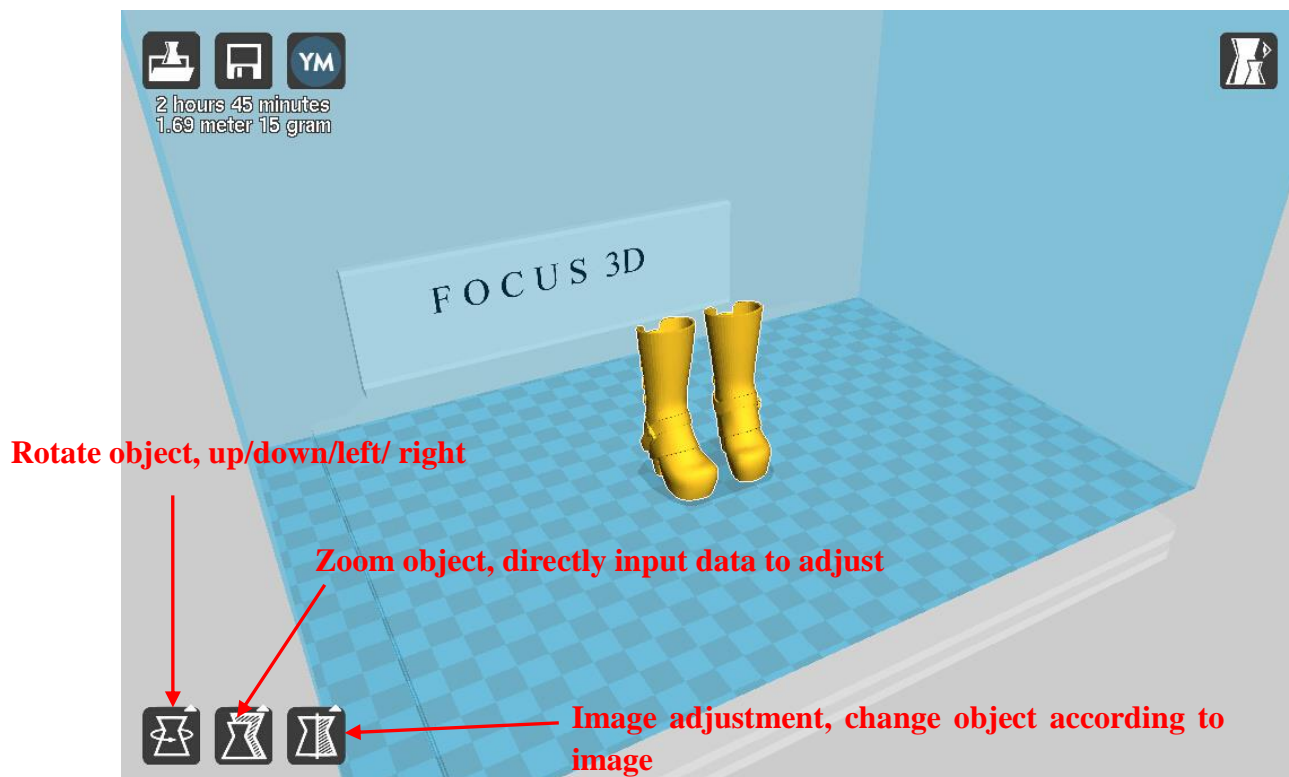 YM
2 hours 45 minutes
1.69 meter 15 gram
F O C U S 3D
Rotate object, up/down/left/ right
Zoom object, directly input data to adjust
Image adjustment, change object according to
image